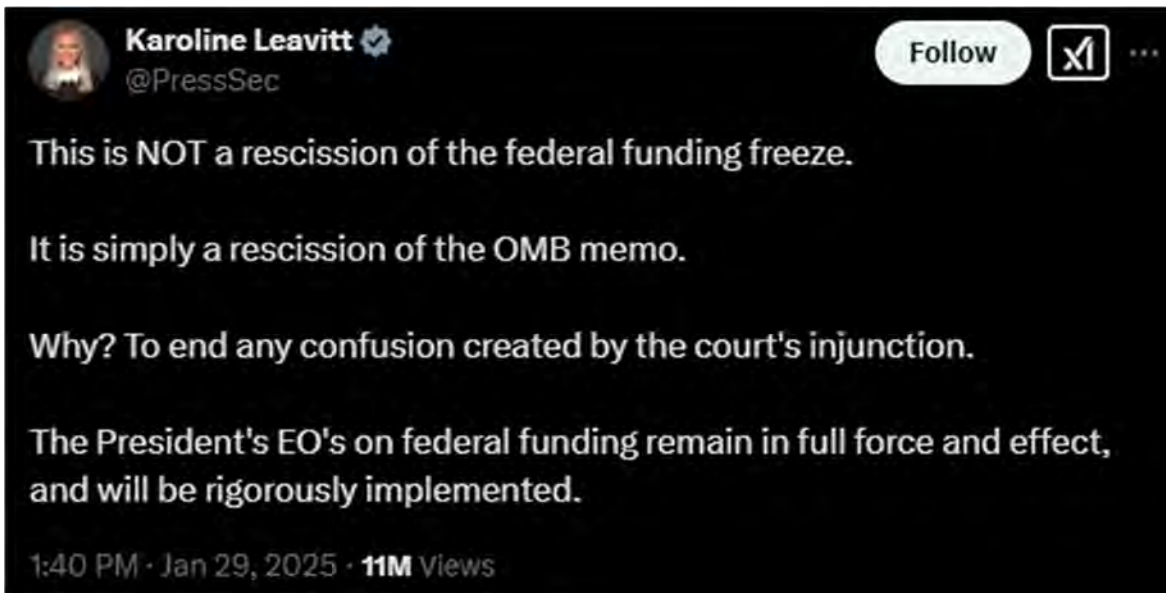 Karoline Leavitt
@PressSec
Follow
This is NOT a rescission of the federal funding freeze.
It is simply a rescission of the OMB memo.
Why? To end any confusion created by the court's injunction.
The President's EO's on federal funding remain in full force and effect,
and will be rigorously implemented.
1:40 PM · Jan 29, 2025 · 11M Views